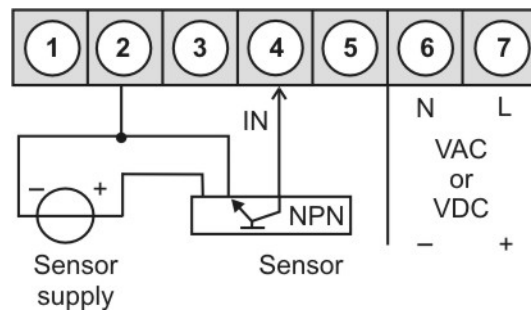 1 2 3 4 5 6 7
IN
N L
VAC
or
VDC
– +
– +
NPN
Sensor
supply
Sensor